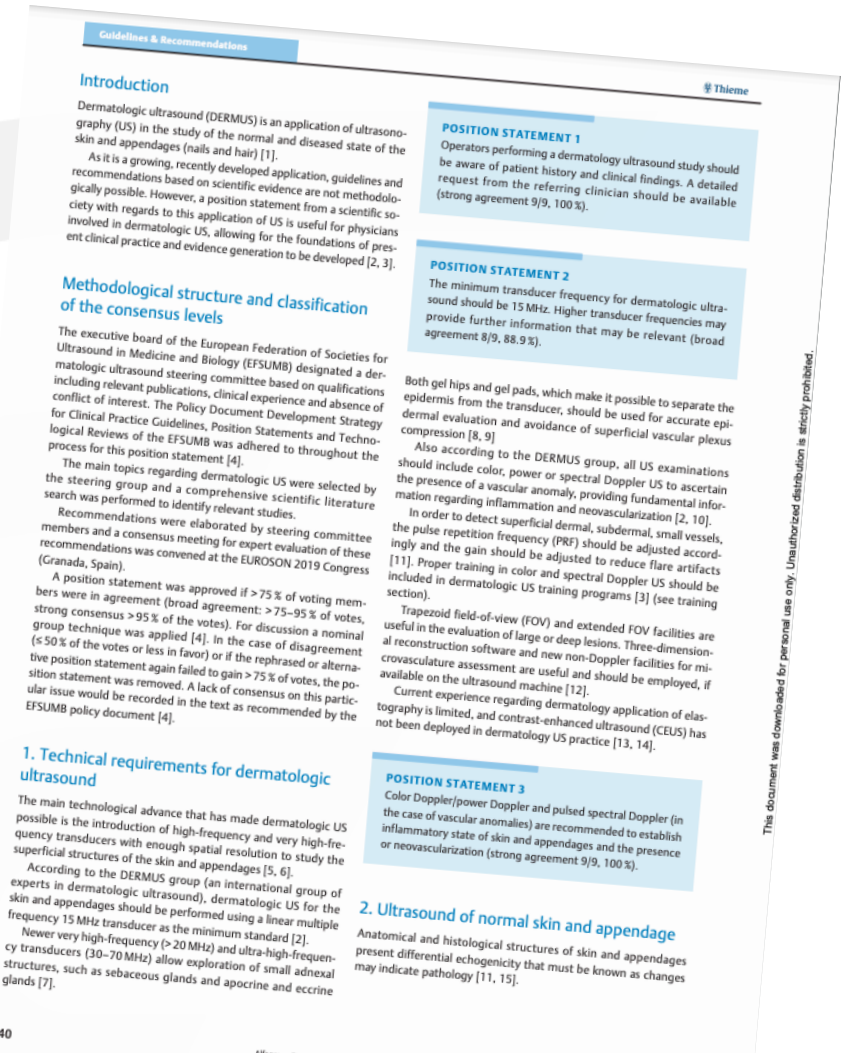 Guidelines & Recommendations
Thieme
Introduction
Dermatologic ultrasound (DERMUS) is an application of ultrasono-
graphy (US) in the study of the normal and diseased state of the
skin and appendages (nails and hair) [1].
As it is a growing, recently developed application, guidelines and
recommendations based on scientific evidence are not methodolo-
gically possible. However, a position statement from a scientific so-
ciety with regards to this application of US is useful for physicians
involved in dermatologic US, allowing for the foundations of pres-
ent clinical practice and evidence generation to be developed [2, 3].
Methodological structure and classification
of the consensus levels
The executive board of the European Federation of Societies for
Ultrasound in Medicine and Biology (EFSUMB) designated a der-
matologic ultrasound steering committee based on qualifications
including relevant publications, clinical experience and absence of
conflict of interest. The Policy Document Development Strategy
for Clinical Practice Guidelines, Position Statements and Techno-
logical Reviews of the EFSUMB was adhered to throughout the
process for this position statement [4].
The main topics regarding dermatologic US were selected by
the steering group and a comprehensive scientific literature
search was performed to identify relevant studies.
Recommendations were elaborated by steering committee
members and a consensus meeting for expert evaluation of these
recommendations was convened at the EUROSON 2019 Congress
(Granada, Spain).
A position statement was approved if >75 % of voting mem-
bers were in agreement (broad agreement: >75–95 % of votes,
strong consensus >95 % of the votes). For discussion a nominal
group technique was applied [4]. In the case of disagreement
(≤ 50 % of the votes or less in favor) or if the rephrased or alterna-
tive position statement again failed to gain >75 % of votes, the po-
sition statement was removed. A lack of consensus on this partic-
ular issue would be recorded in the text as recommended by the
EFSUMB policy document [4].
1. Technical requirements for dermatologic
ultrasound
The main technological advance that has made dermatologic US
possible is the introduction of high-frequency and very high-fre-
quency transducers with enough spatial resolution to study the
superficial structures of the skin and appendages [5, 6].
According to the DERMUS group (an international group of
experts in dermatologic ultrasound), dermatologic US for the
skin and appendages should be performed using a linear multiple
frequency 15 MHz transducer as the minimum standard [2].
Newer very high-frequency (> 20 MHz) and ultra-high-frequen-
cy transducers (30–70 MHz) allow exploration of small adnexal
structures, such as sebaceous glands and apocrine and eccrine
glands [7].
POSITION STATEMENT 1
Operators performing a dermatology ultrasound study should
be aware of patient history and clinical findings. A detailed
request from the referring clinician should be available
(strong agreement 9/9, 100 %).
POSITION STATEMENT 2
The minimum transducer frequency for dermatologic ultra-
sound should be 15 MHz. Higher transducer frequencies may
provide further information that may be relevant (broad
agreement 8/9, 88.9 %).
Both gel hips and gel pads, which make it possible to separate the
epidermis from the transducer, should be used for accurate epi-
dermal evaluation and avoidance of superficial vascular plexus
compression [8, 9]
Also according to the DERMUS group, all US examinations
should include color, power or spectral Doppler US to ascertain
the presence of a vascular anomaly, providing fundamental infor-
mation regarding inflammation and neovascularization [2, 10].
In order to detect superficial dermal, subdermal, small vessels,
the pulse repetition frequency (PRF) should be adjusted accord-
ingly and the gain should be adjusted to reduce flare artifacts
[11]. Proper training in color and spectral Doppler US should be
included in dermatologic US training programs [3] (see training
section).
Trapezoid field-of-view (FOV) and extended FOV facilities are
useful in the evaluation of large or deep lesions. Three-dimension-
al reconstruction software and new non-Doppler facilities for mi-
crovasculature assessment are useful and should be employed, if
available on the ultrasound machine [12].
Current experience regarding dermatology application of elas-
tography is limited, and contrast-enhanced ultrasound (CEUS) has
not been deployed in dermatology US practice [13, 14].
POSITION STATEMENT 3
Color Doppler/power Doppler and pulsed spectral Doppler (in
the case of vascular anomalies) are recommended to establish
inflammatory state of skin and appendages and the presence
or neovascularization (strong agreement 9/9, 100 %).
2. Ultrasound of normal skin and appendage
Anatomical and histological structures of skin and appendages
present differential echogenicity that must be known as changes
may indicate pathology [11, 15].
This document was downloaded for personal use only. Unauthorized distribution is strictly prohibited.
40